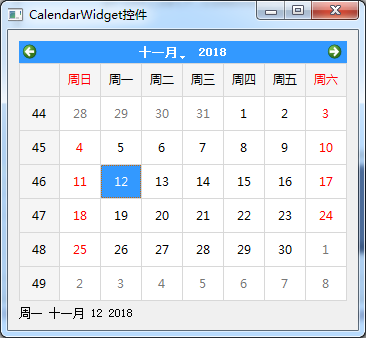 CalendarWidget控件
十一月 2018
周日 周一 周二 周三 周四 周五 周六
44 28 29 30 31 1 2 3
45 4 5 6 7 8 9 10
46 11 12 13 14 15 16 17
47 18 19 20 21 22 23 24
48 25 26 27 28 29 30 1
49 2 3 4 5 6 7 8
周一 十一月 12 2018